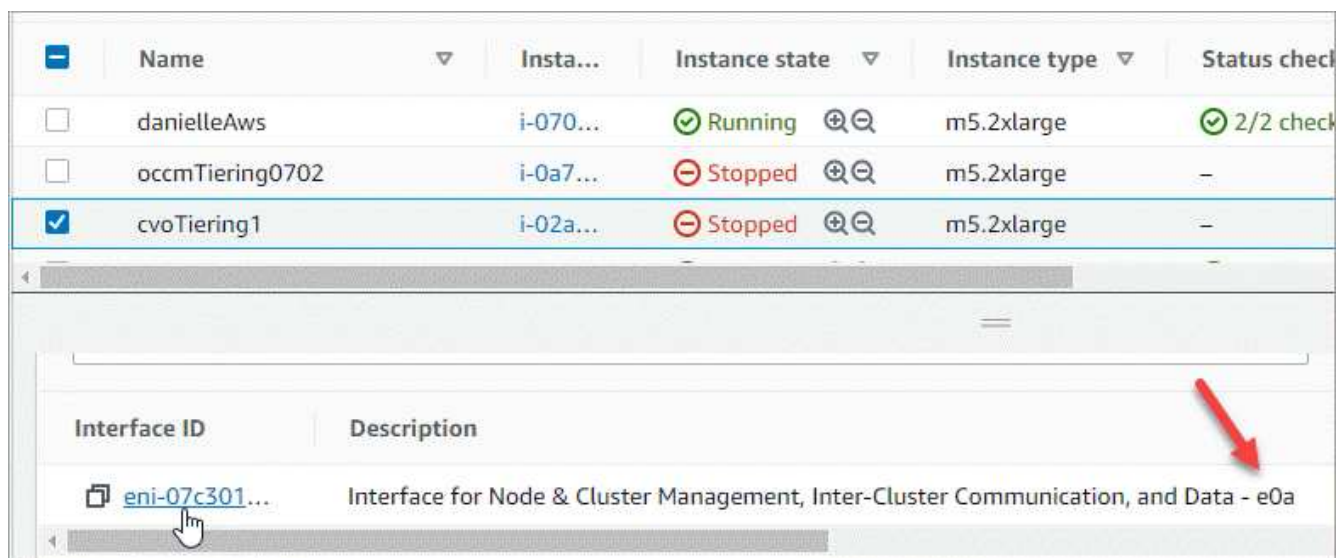 Name Insta... Instance state Instance type Status check
danielleAws i-070... Running m5.2xlarge 2/2 check
occmTiering0702 i-0a7... Stopped m5.2xlarge –
cvoTiering1 i-02a... Stopped m5.2xlarge –
Interface ID Description
eni-07c301... Interface for Node & Cluster Management, Inter-Cluster Communication, and Data - e0a